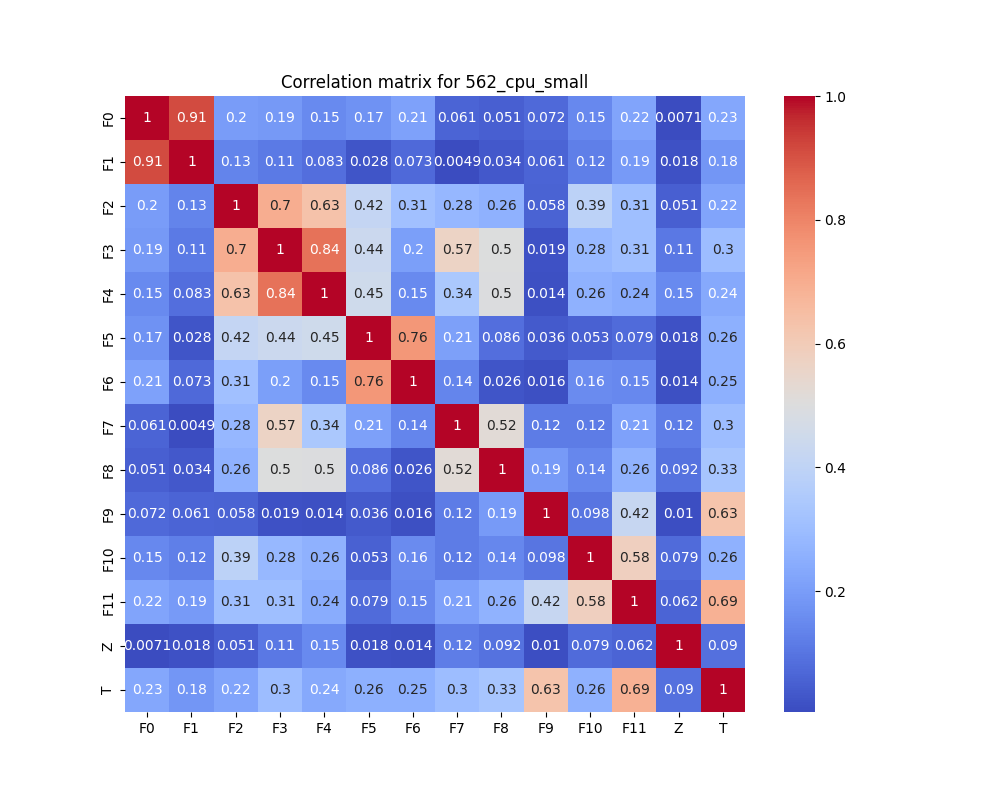 Correlation matrix for 562_cpu_small
F0 1 0.91 0.2 0.19 0.15 0.17 0.21 0.061 0.051 0.072 0.15 0.22 0.0071 0.23
F1 0.91 1 0.13 0.11 0.083 0.028 0.073 0.0049 0.034 0.061 0.12 0.19 0.018 0.18
F2 0.2 0.13 1 0.7 0.63 0.42 0.31 0.28 0.26 0.058 0.39 0.31 0.051 0.22
F3 0.19 0.11 0.7 1 0.84 0.44 0.2 0.57 0.5 0.019 0.28 0.31 0.11 0.3
F4 0.15 0.083 0.63 0.84 1 0.45 0.15 0.34 0.5 0.014 0.26 0.24 0.15 0.24
F5 0.17 0.028 0.42 0.44 0.45 1 0.76 0.21 0.086 0.036 0.053 0.079 0.018 0.26
F6 0.21 0.073 0.31 0.2 0.15 0.76 1 0.14 0.026 0.016 0.16 0.15 0.014 0.25
F7 0.061 0.0049 0.28 0.57 0.34 0.21 0.14 1 0.52 0.12 0.12 0.21 0.12 0.3
F8 0.051 0.034 0.26 0.5 0.5 0.086 0.026 0.52 1 0.19 0.14 0.26 0.092 0.33
F9 0.072 0.061 0.058 0.019 0.014 0.036 0.016 0.12 0.19 1 0.098 0.42 0.01 0.63
F10 0.15 0.12 0.39 0.28 0.26 0.053 0.16 0.12 0.14 0.098 1 0.58 0.079 0.26
F11 0.22 0.19 0.31 0.31 0.24 0.079 0.15 0.21 0.26 0.42 0.58 1 0.062 0.69
Z 0.0071 0.018 0.051 0.11 0.15 0.018 0.014 0.12 0.092 0.01 0.079 0.062 1 0.09
T 0.23 0.18 0.22 0.3 0.24 0.26 0.25 0.3 0.33 0.63 0.26 0.69 0.09 1
F0 F1 F2 F3 F4 F5 F6 F7 F8 F9 F10 F11 Z T
1.0
0.8
0.6
0.4
0.2